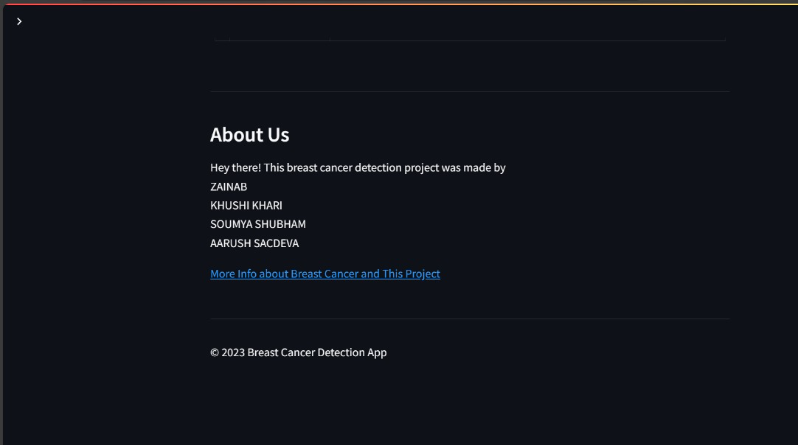 About Us
Hey there! This breast cancer detection project was made by
ZAINAB
KHUSHI KHARI
SOUMYA SHUBHAM
AARUSH SACDEVA
More Info about Breast Cancer and This Project
© 2023 Breast Cancer Detection App